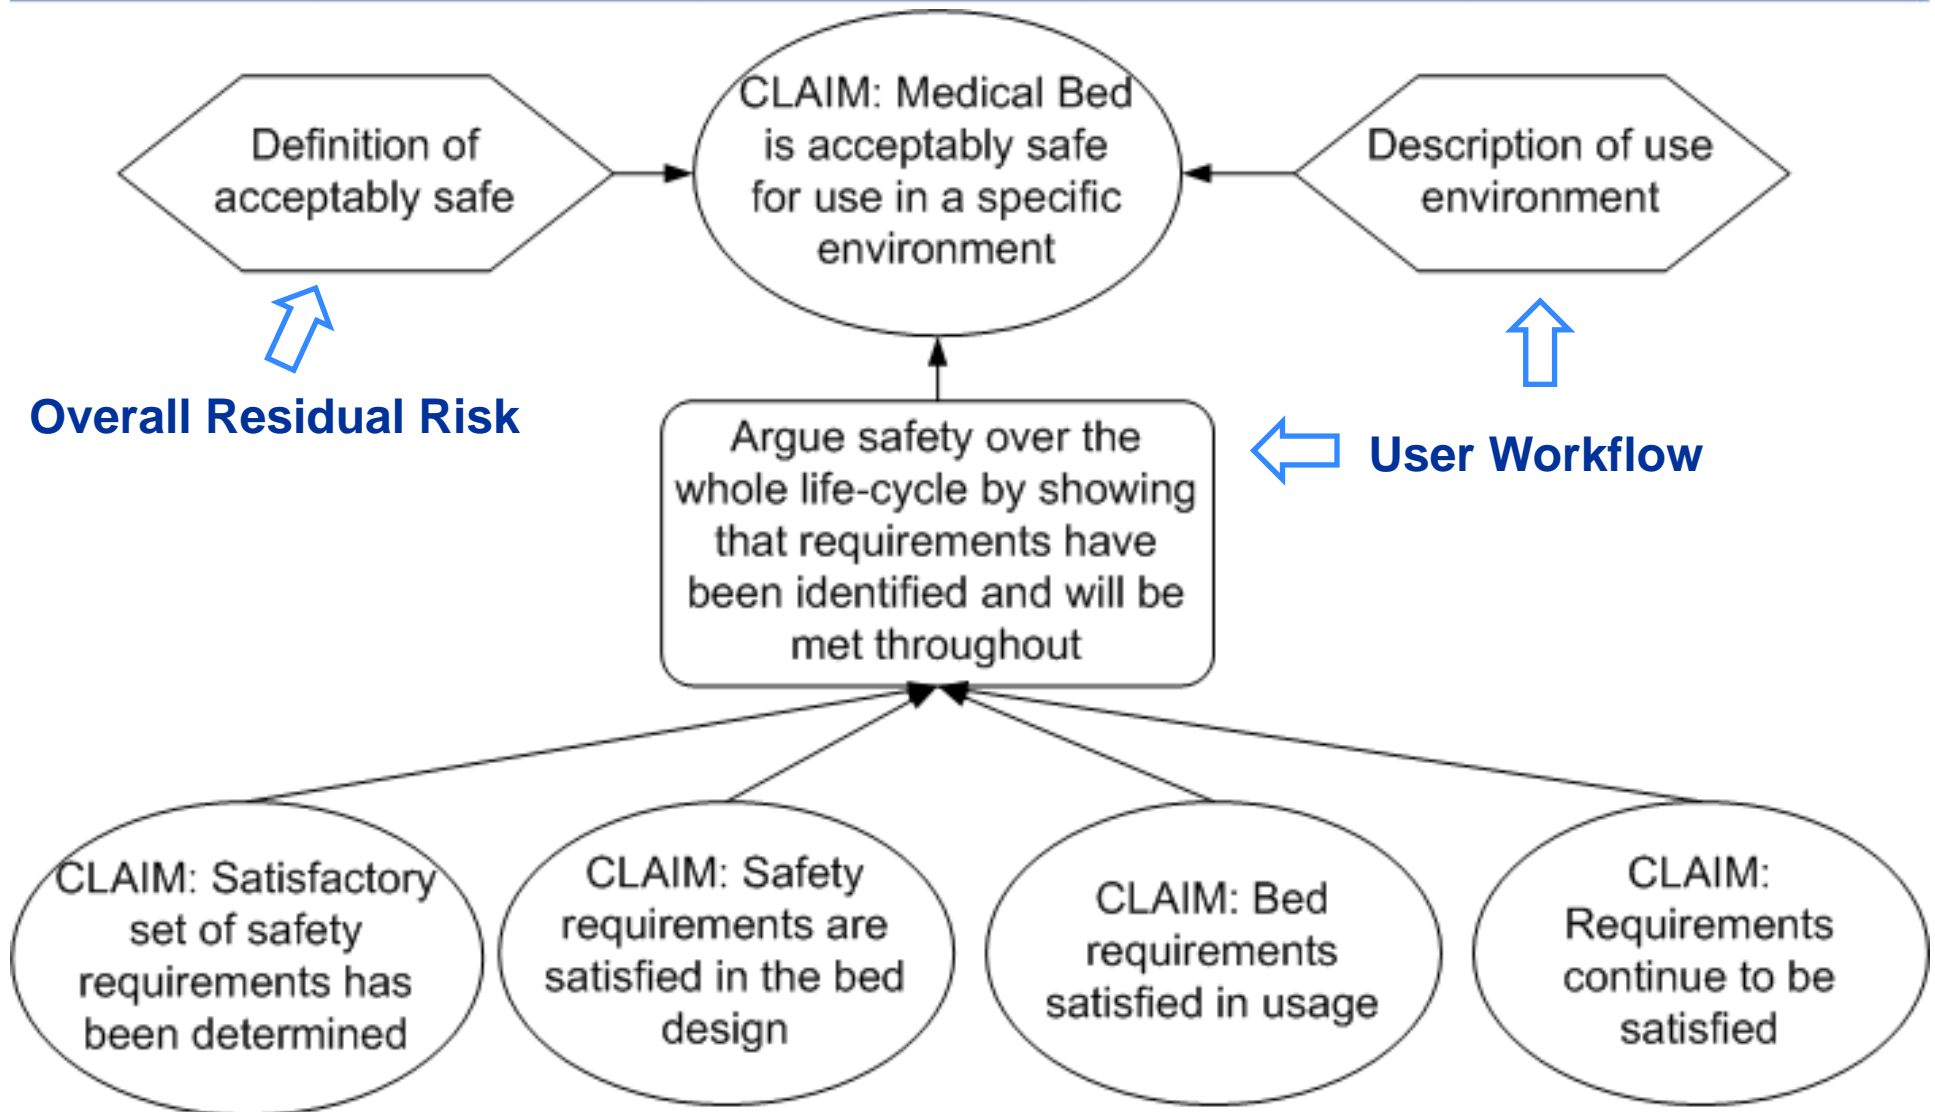 Definition of
acceptably safe
CLAIM: Medical Bed
is acceptably safe
for use in a specific
environment
Description of use
environment
Overall Residual Risk
Argue safety over the
whole life-cycle by showing
that requirements have
been identified and will be
met throughout
User Workflow
CLAIM: Satisfactory
set of safety
requirements has
been determined
CLAIM: Safety
requirements are
satisfied in the bed
design
CLAIM: Bed
requirements
satisfied in usage
CLAIM:
Requirements
continue to be
satisfied